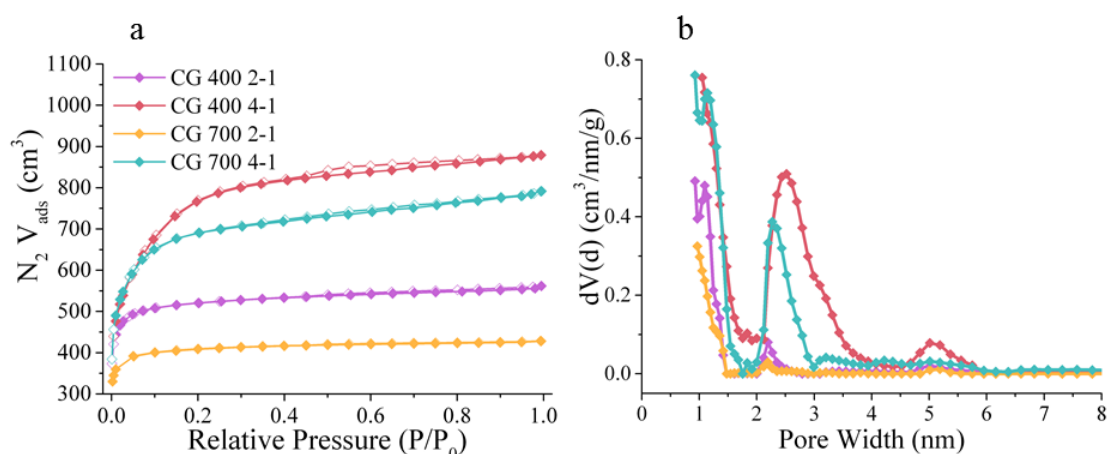 a
1100
1000
900
800
700
600
500
400
300
N₂ V_ads (cm³)
CG 400 2-1
CG 400 4-1
CG 700 2-1
CG 700 4-1
0.0 0.2 0.4 0.6 0.8 1.0
Relative Pressure (P/P₀)
b
0.8
0.6
0.4
0.2
0.0
dV(d) (cm³/nm/g)
0 1 2 3 4 5 6 7 8
Pore Width (nm)